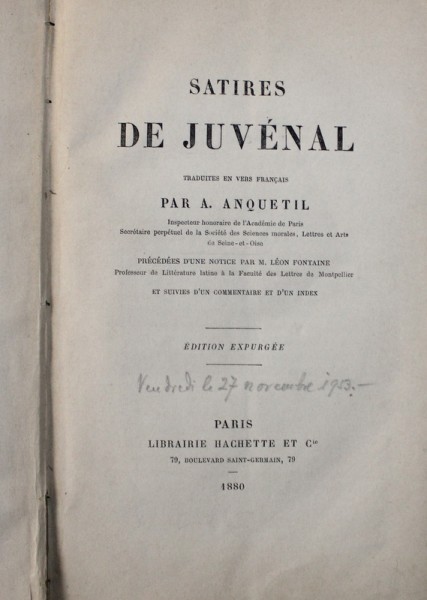 SATIRES
DE JUVÉNAL
TRADUITES EN VERS FRANÇAIS
PAR A. ANQUETIL
Inspecteur honoraire de l'Académie de Paris
Secrétaire perpétuel de la Société des Sciences morales, Lettres et Arts
de Seine-et-Oise
PRÉCÉDÉES D'UNE NOTICE PAR M. LÉON FONTAINE
Professeur de Littérature latine à la Faculté des Lettres de Montpellier
ET SUIVIES D'UN COMMENTAIRE ET D'UN INDEX
ÉDITION EXPURGÉE
Vendredi le 27 novembre 1953.-
PARIS
LIBRAIRIE HACHETTE ET Cie
79, BOULEVARD SAINT-GERMAIN, 79
1880